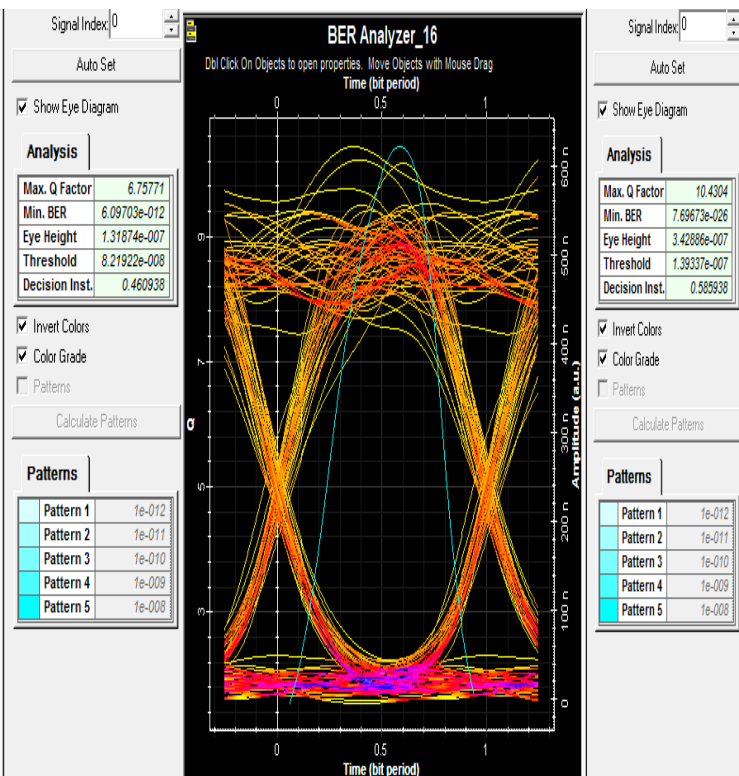 Signal Index: 0
Auto Set
Show Eye Diagram
Analysis
Max. Q Factor 6.75771
Min. BER 6.09703e-012
Eye Height 1.31874e-007
Threshold 8.21922e-008
Decision Inst. 0.460938
Invert Colors
Color Grade
Patterns
Calculate Patterns
Patterns
Pattern 1 1e-012
Pattern 2 1e-011
Pattern 3 1e-010
Pattern 4 1e-009
Pattern 5 1e-008
BER Analyzer_16
Dbl Click On Objects to open properties. Move Objects with Mouse Drag
Time (bit period)
0 0.5 1
9
7
Q
5
3
600 n
500 n
400 n
300 n
200 n
100 n
0
Amplitude (a.u.)
0 0.5 1
Time (bit period)
Signal Index: 0
Auto Set
Show Eye Diagram
Analysis
Max. Q Factor 10.4304
Min. BER 7.69673e-026
Eye Height 3.42886e-007
Threshold 1.39337e-007
Decision Inst. 0.585938
Invert Colors
Color Grade
Patterns
Calculate Patterns
Patterns
Pattern 1 1e-012
Pattern 2 1e-011
Pattern 3 1e-010
Pattern 4 1e-009
Pattern 5 1e-008